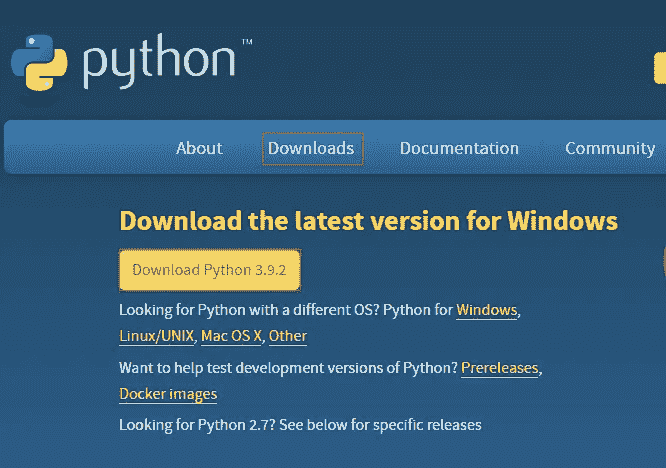 python™
About Downloads Documentation Community
Download the latest version for Windows
Download Python 3.9.2
Looking for Python with a different OS? Python for Windows,
Linux/UNIX, Mac OS X, Other
Want to help test development versions of Python? Prereleases,
Docker images
Looking for Python 2.7? See below for specific releases